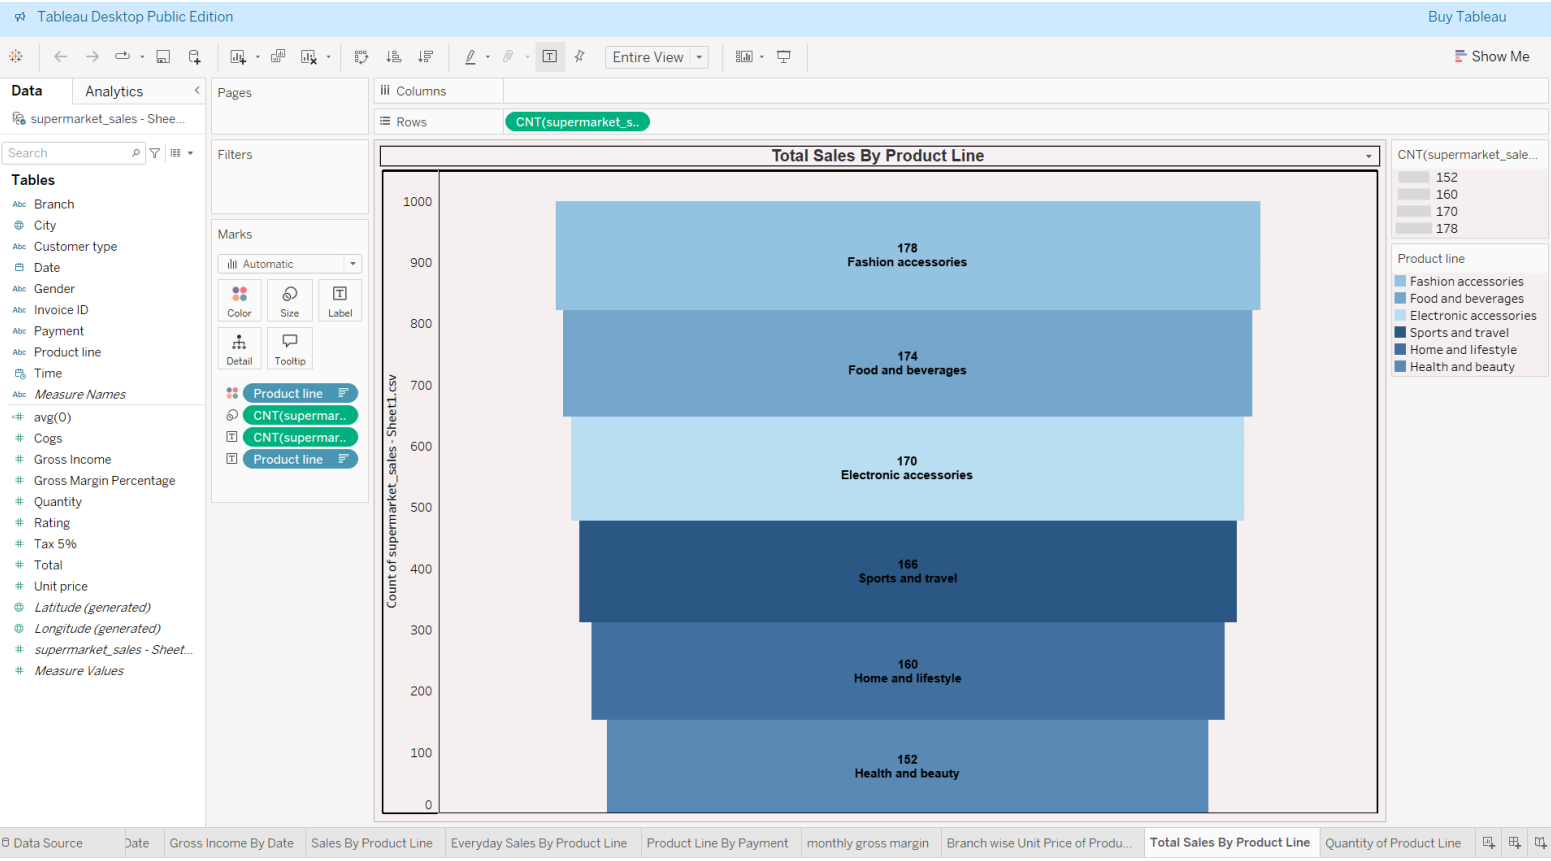 Tableau Desktop Public Edition
Buy Tableau
Entire View
Show Me
Data
Analytics
supermarket_sales - Shee...
Search
Tables
Abc Branch
City
Abc Customer type
Date
Abc Gender
Abc Invoice ID
Abc Payment
Abc Product line
Time
Abc Measure Names
avg(0)
Cogs
Gross Income
Gross Margin Percentage
Quantity
Rating
Tax 5%
Total
Unit price
Latitude (generated)
Longitude (generated)
supermarket_sales - Sheet...
Measure Values
Pages
Filters
Marks
Automatic
Color
Size
Label
Detail
Tooltip
Product line
CNT(supermar..
CNT(supermar..
Product line
Columns
Rows
CNT(supermarket_s..
Total Sales By Product Line
Count of supermarket_sales - Sheet1.csv
1000
900
800
700
600
500
400
300
200
100
0
178
Fashion accessories
174
Food and beverages
170
Electronic accessories
166
Sports and travel
160
Home and lifestyle
152
Health and beauty
CNT(supermarket_sale...
152
160
170
178
Product line
Fashion accessories
Food and beverages
Electronic accessories
Sports and travel
Home and lifestyle
Health and beauty
Data Source
Date
Gross Income By Date
Sales By Product Line
Everyday Sales By Product Line
Product Line By Payment
monthly gross margin
Branch wise Unit Price of Produ...
Total Sales By Product Line
Quantity of Product Line